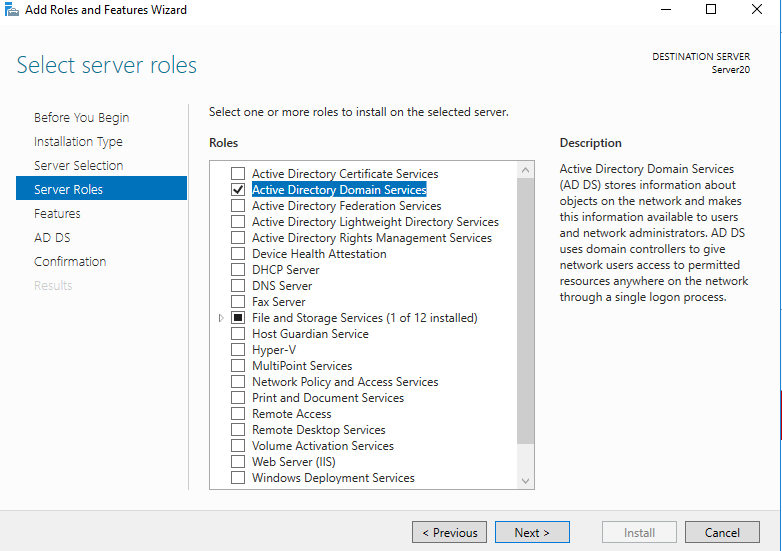 Add Roles and Features Wizard
Select server roles
DESTINATION SERVER
Server20
Before You Begin
Installation Type
Server Selection
Server Roles
Features
AD DS
Confirmation
Results
Select one or more roles to install on the selected server.
Roles
Active Directory Certificate Services
Active Directory Domain Services
Active Directory Federation Services
Active Directory Lightweight Directory Services
Active Directory Rights Management Services
Device Health Attestation
DHCP Server
DNS Server
Fax Server
File and Storage Services (1 of 12 installed)
Host Guardian Service
Hyper-V
MultiPoint Services
Network Policy and Access Services
Print and Document Services
Remote Access
Remote Desktop Services
Volume Activation Services
Web Server (IIS)
Windows Deployment Services
Description
Active Directory Domain Services
(AD DS) stores information about
objects on the network and makes
this information available to users
and network administrators. AD DS
uses domain controllers to give
network users access to permitted
resources anywhere on the network
through a single logon process.
< Previous
Next >
Install
Cancel